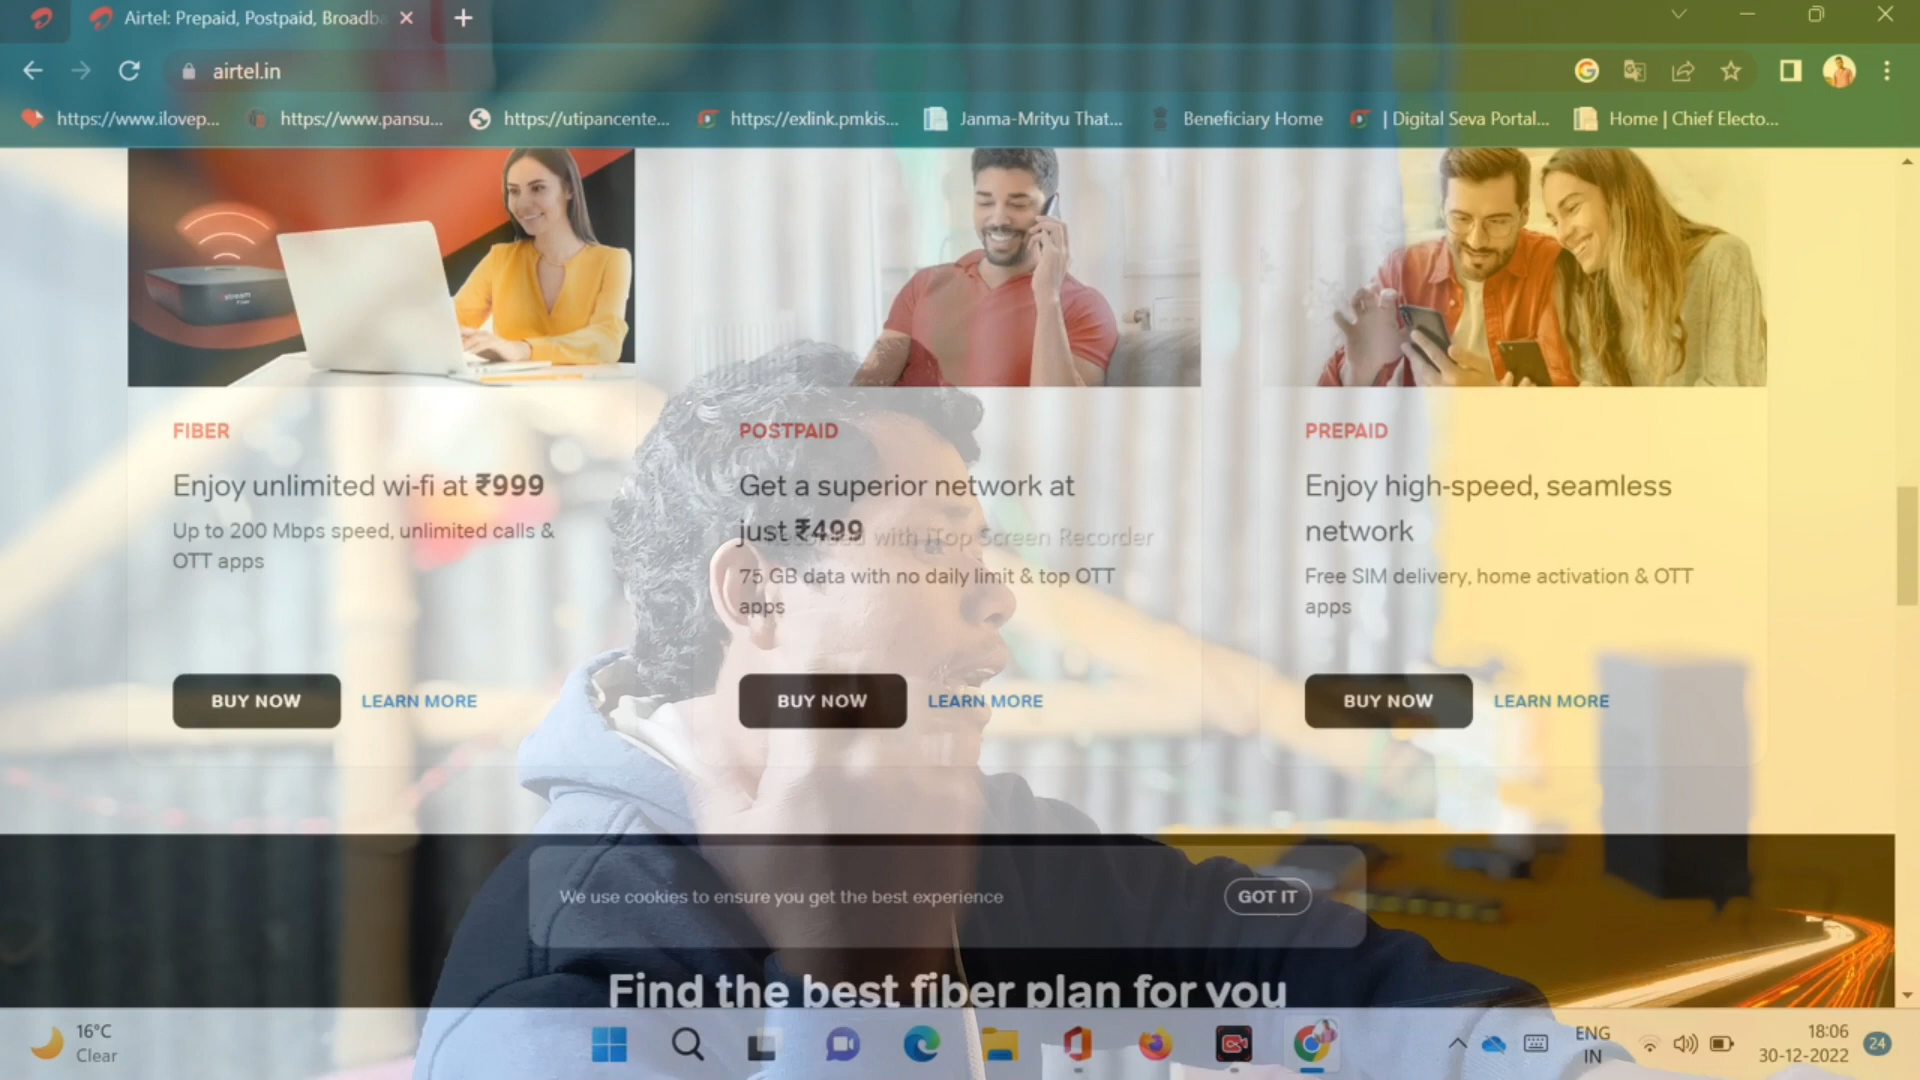 Airtel: Prepaid, Postpaid, Broadba
airtel.in
https://www.ilovep... https://www.pansu... https://utipancente... https://exlink.pmkis... Janma-Mrityu That... Beneficiary Home | Digital Seva Portal... Home | Chief Electo...
FIBER
Enjoy unlimited wi-fi at ₹999
Up to 200 Mbps speed, unlimited calls &
OTT apps
BUY NOW LEARN MORE
POSTPAID
Get a superior network at
just ₹499
with iTop Screen Recorder
75 GB data with no daily limit & top OTT
apps
BUY NOW LEARN MORE
PREPAID
Enjoy high-speed, seamless
network
Free SIM delivery, home activation & OTT
apps
BUY NOW LEARN MORE
We use cookies to ensure you get the best experience GOT IT
Find the best fiber plan for you
16°C
Clear
ENG
IN
18:06
30-12-2022
24